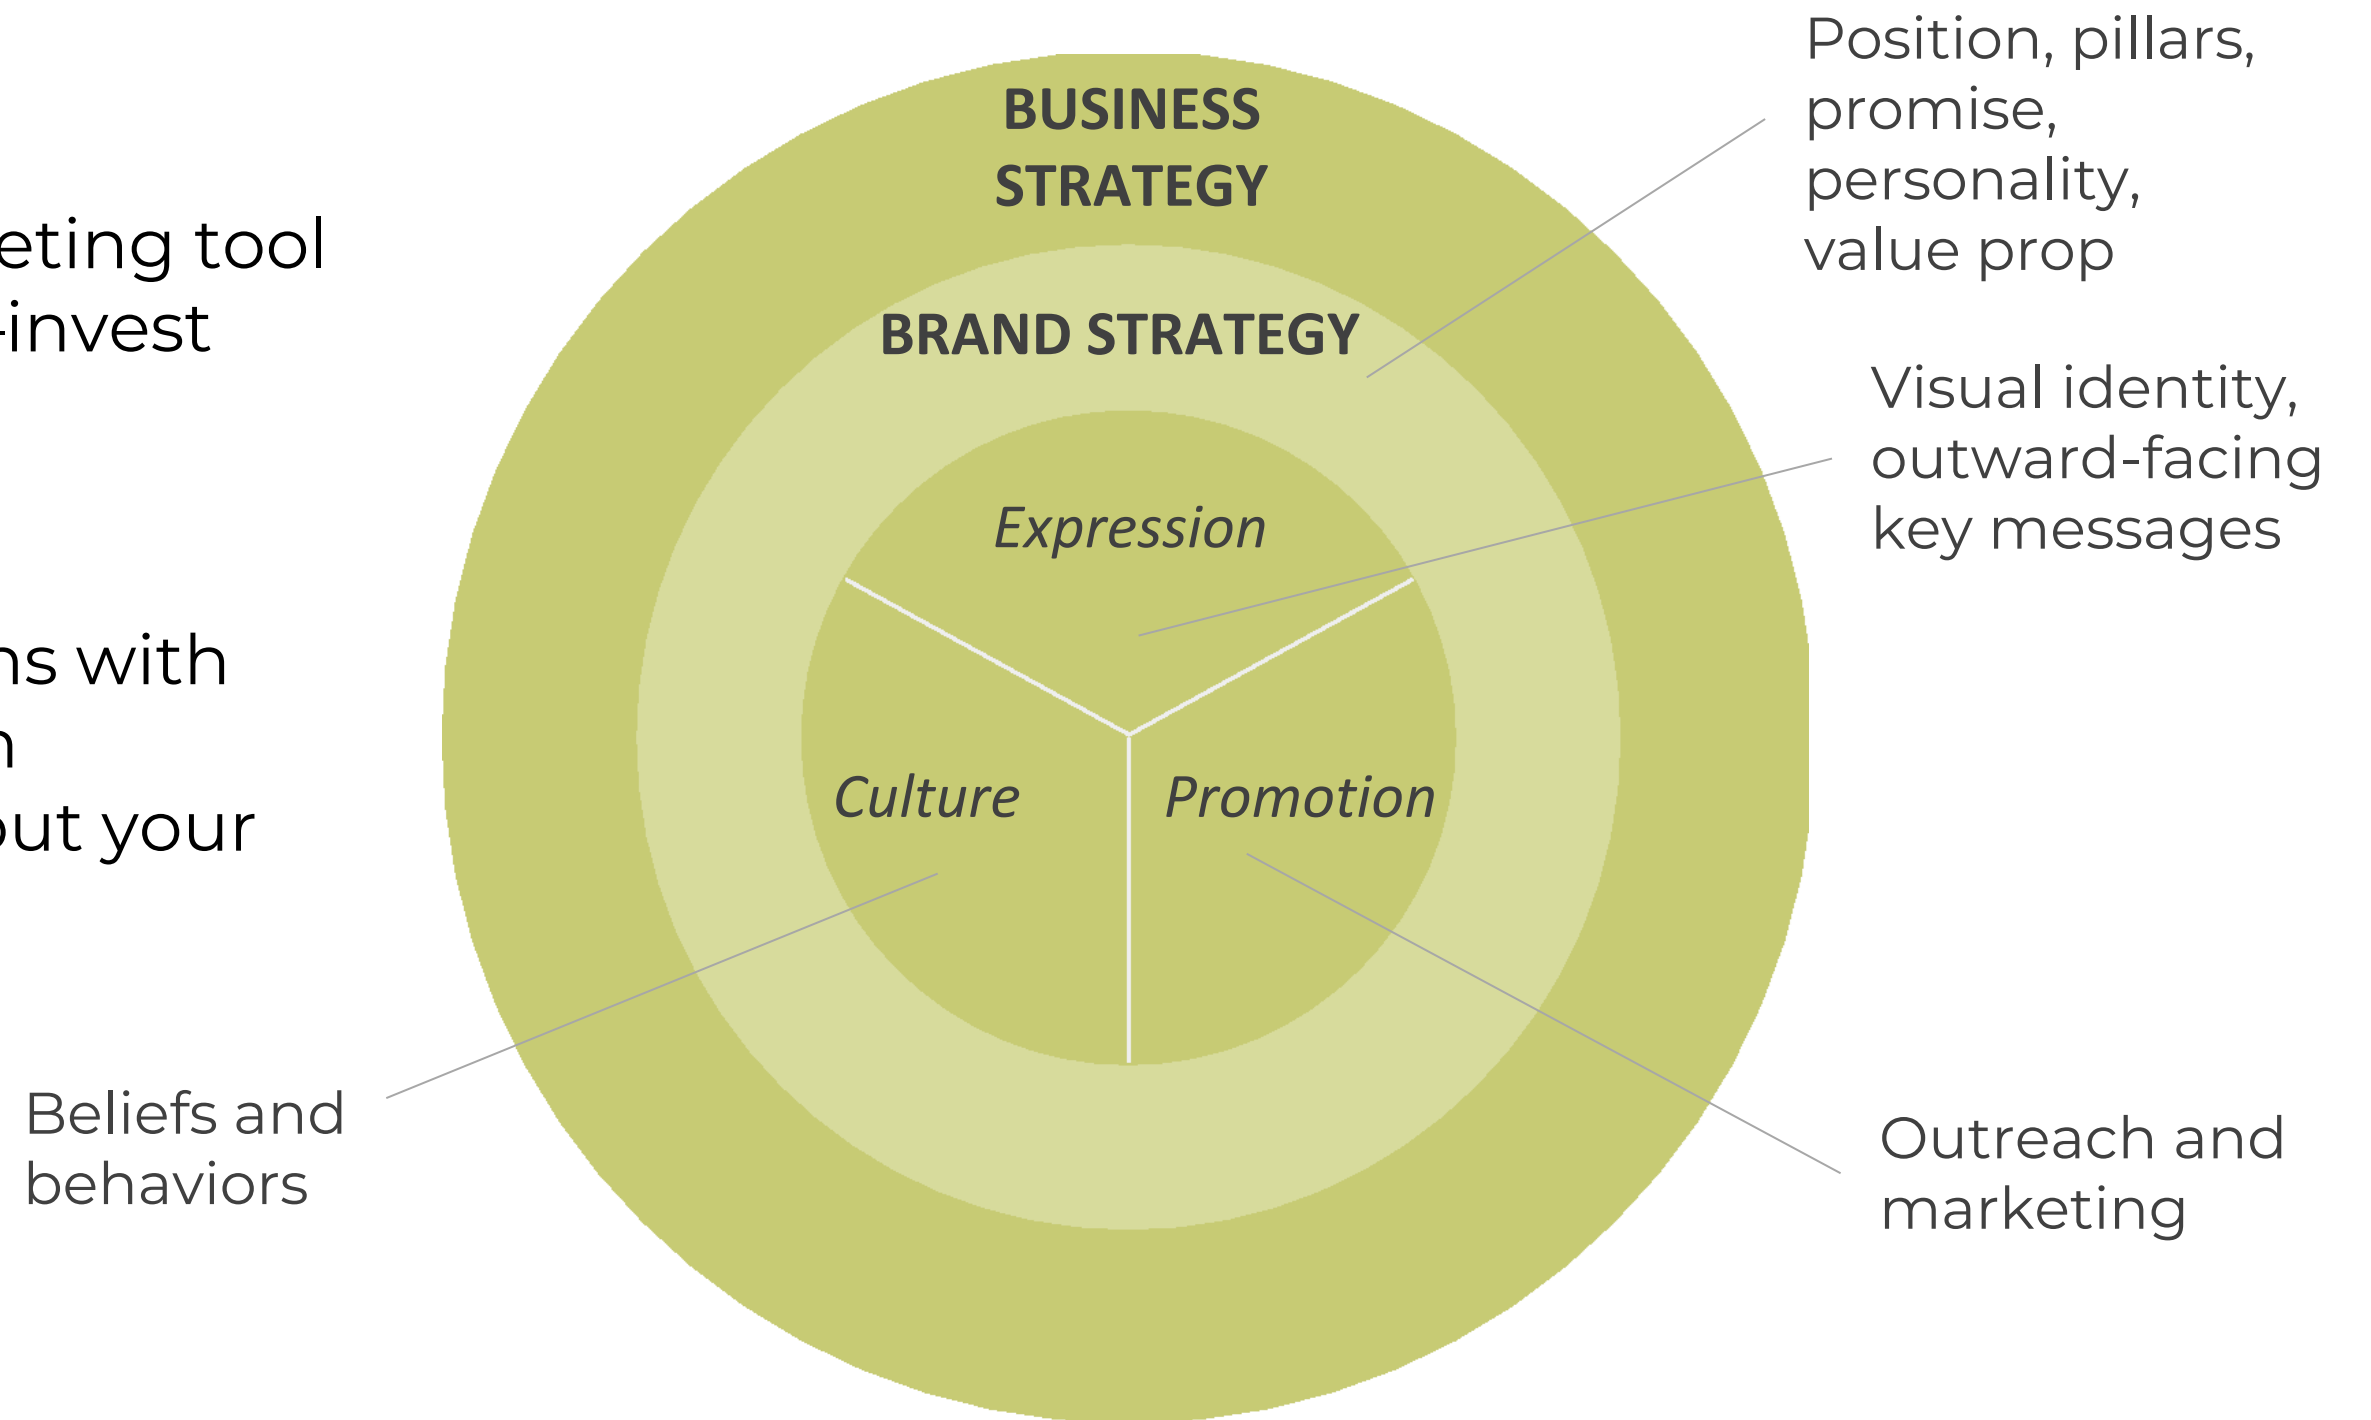 eting tool
-invest
ns with
n
out your
BUSINESS
STRATEGY
BRAND STRATEGY
Expression
Culture
Promotion
Position, pillars,
promise,
personality,
value prop
Visual identity,
outward-facing
key messages
Beliefs and
behaviors
Outreach and
marketing